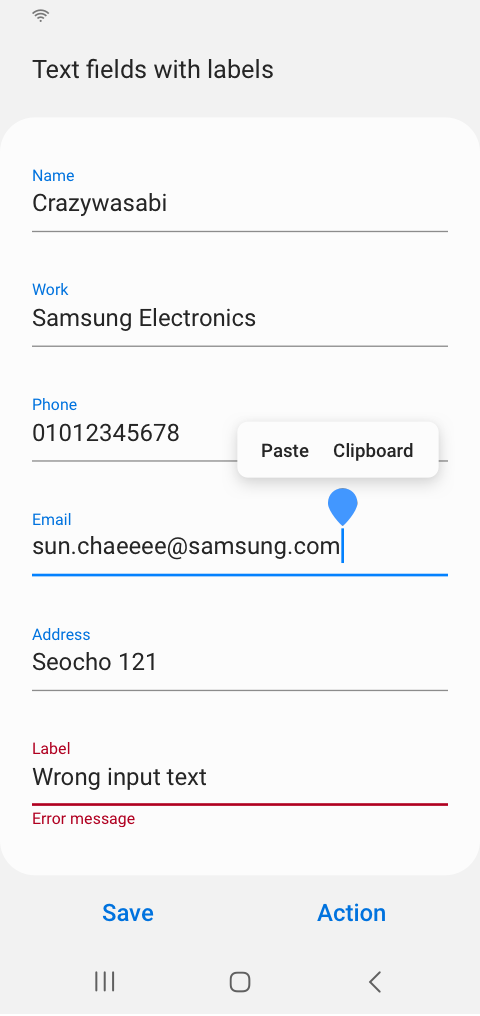 Text fields with labels
Name
Crazywasabi
Work
Samsung Electronics
Phone
01012345678
Paste Clipboard
Email
sun.chaeeee@samsung.com
Address
Seocho 121
Label
Wrong input text
Error message
Save Action